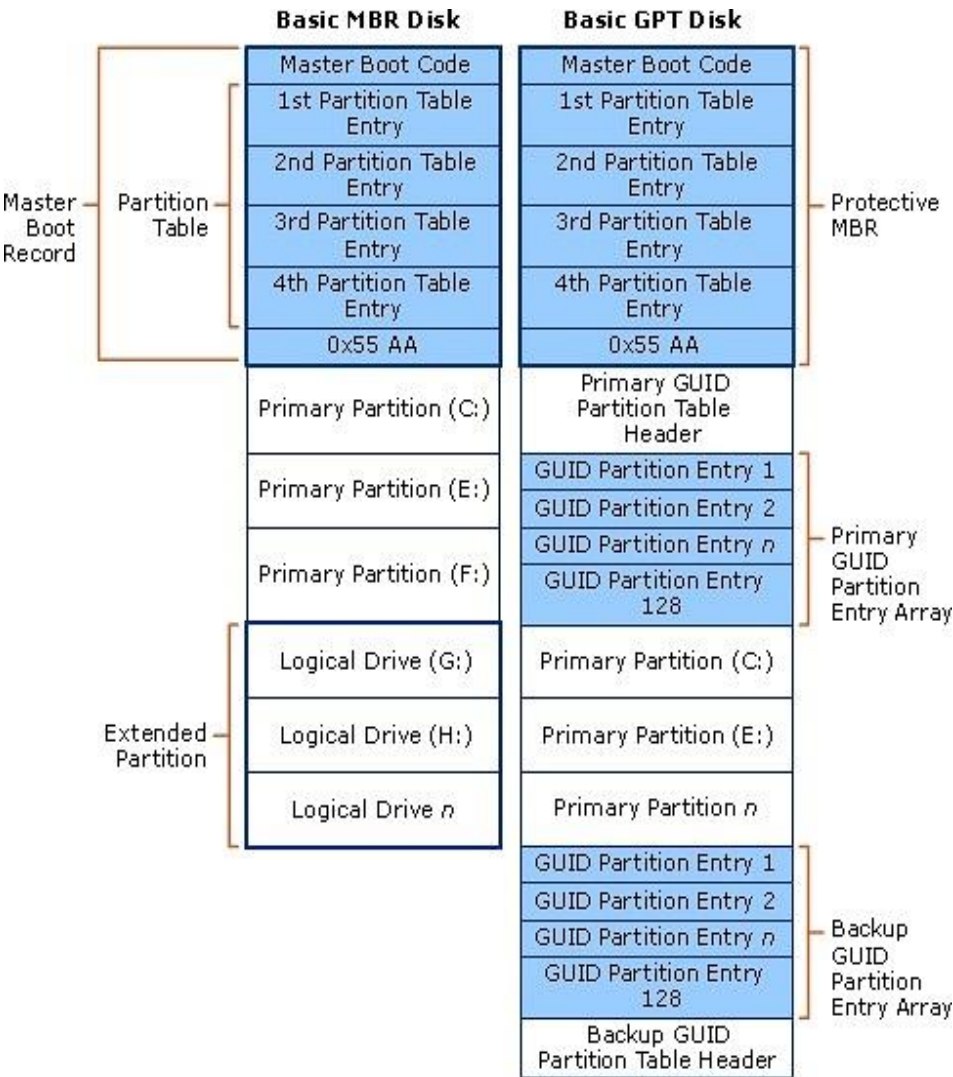 Basic MBR Disk
Basic GPT Disk
Master Boot Code
1st Partition Table
Entry
2nd Partition Table
Entry
3rd Partition Table
Entry
4th Partition Table
Entry
0x55 AA
Master
Boot
Record
Partition
Table
Primary Partition (C:)
Primary Partition (E:)
Primary Partition (F:)
Logical Drive (G:)
Logical Drive (H:)
Logical Drive n
Extended
Partition
Master Boot Code
1st Partition Table
Entry
2nd Partition Table
Entry
3rd Partition Table
Entry
4th Partition Table
Entry
0x55 AA
Protective
MBR
Primary GUID
Partition Table
Header
GUID Partition Entry 1
GUID Partition Entry 2
GUID Partition Entry n
GUID Partition Entry
128
Primary
GUID
Partition
Entry Array
Primary Partition (C:)
Primary Partition (E:)
Primary Partition n
GUID Partition Entry 1
GUID Partition Entry 2
GUID Partition Entry n
GUID Partition Entry
128
Backup
GUID
Partition
Entry Array
Backup GUID
Partition Table Header